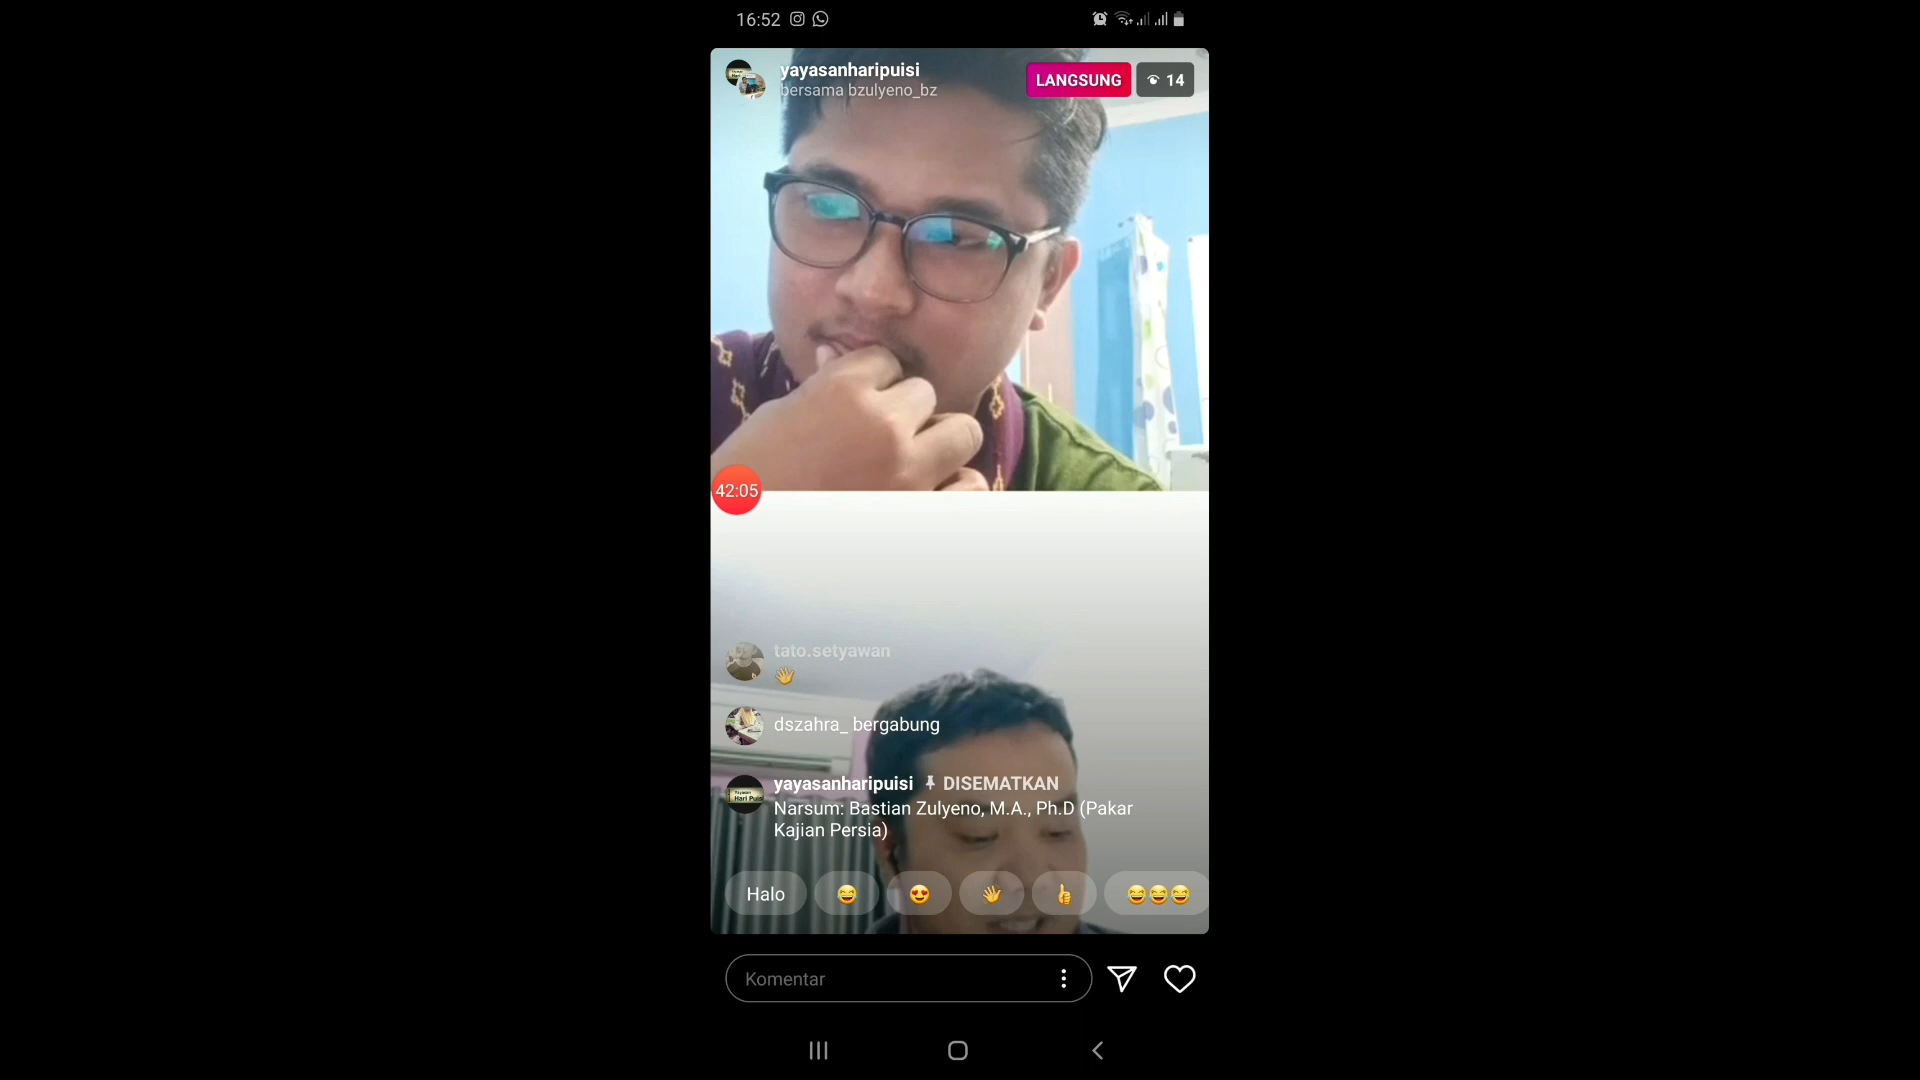 16:52
yayasanharipuisi
bersama bzulyeno_bz
LANGSUNG
14
42:05
tato.setyawan
dszahra_ bergabung
yayasanharipuisi DISEMATKAN
Narsum: Bastian Zulyeno, M.A., Ph.D (Pakar
Kajian Persia)
Halo
Komentar